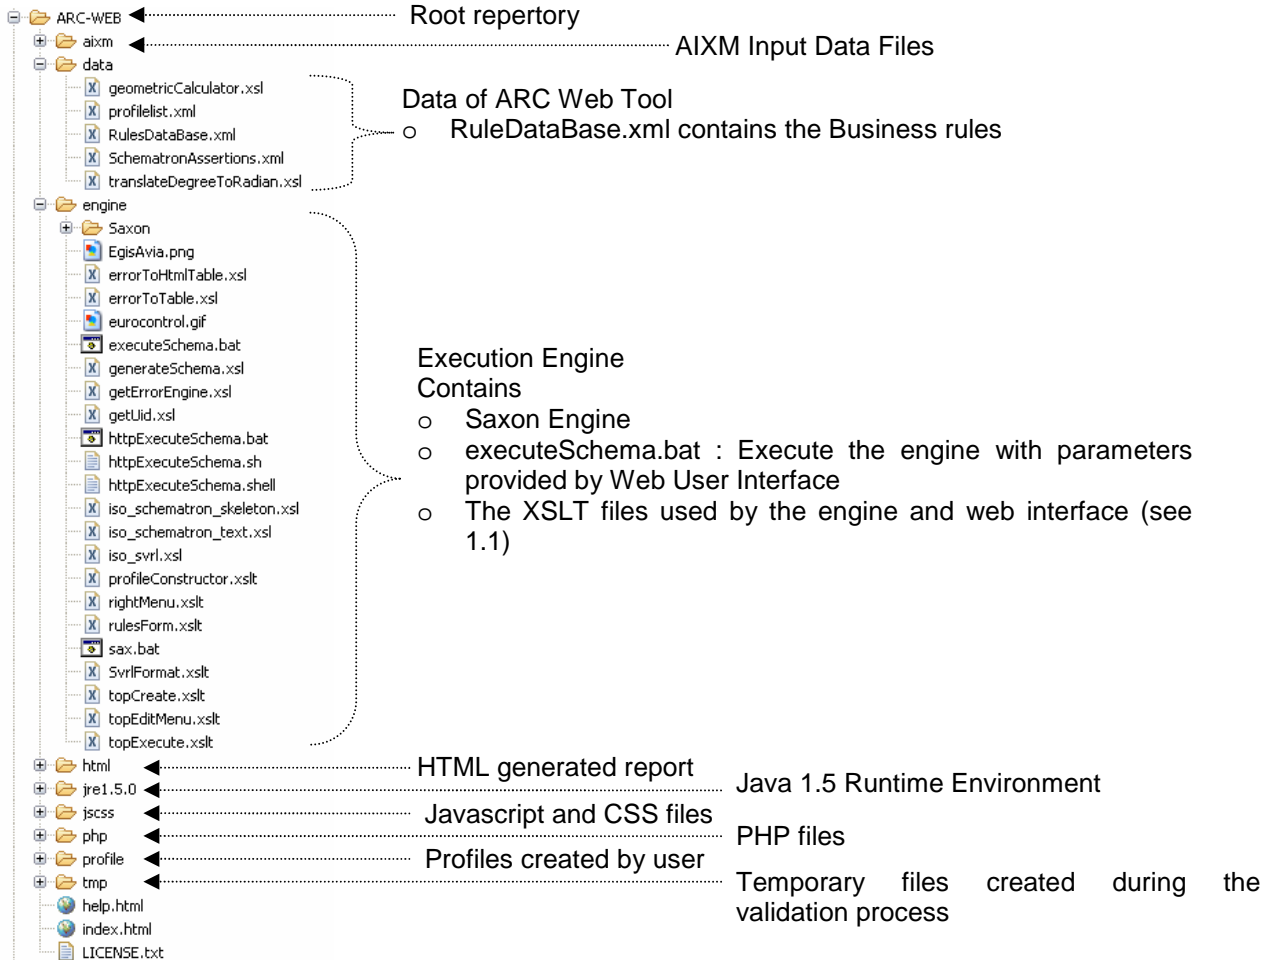 ARC-WEB
Root repertory
aixm
AIXM Input Data Files
data
geometricCalculator.xsl
profilelist.xml
RulesDataBase.xml
SchematronAssertions.xml
translateDegreeToRadian.xsl
Data of ARC Web Tool
o RuleDataBase.xml contains the Business rules
engine
Saxon
EgisAvia.png
errorToHtmlTable.xsl
errorToTable.xsl
eurocontrol.gif
executeSchema.bat
generateSchema.xsl
getErrorEngine.xsl
getUid.xsl
httpExecuteSchema.bat
httpExecuteSchema.sh
httpExecuteSchema.shell
iso_schematron_skeleton.xsl
iso_schematron_text.xsl
iso_svrl.xsl
profileConstructor.xslt
rightMenu.xslt
rulesForm.xslt
sax.bat
SvrlFormat.xslt
topCreate.xslt
topEditMenu.xslt
topExecute.xslt
Execution Engine
Contains
o Saxon Engine
o executeSchema.bat : Execute the engine with parameters
provided by Web User Interface
o The XSLT files used by the engine and web interface (see
1.1)
html
HTML generated report
jre1.5.0
Java 1.5 Runtime Environment
jscss
Javascript and CSS files
php
PHP files
profile
Profiles created by user
tmp
Temporary files created during the
validation process
help.html
index.html
LICENSE.txt